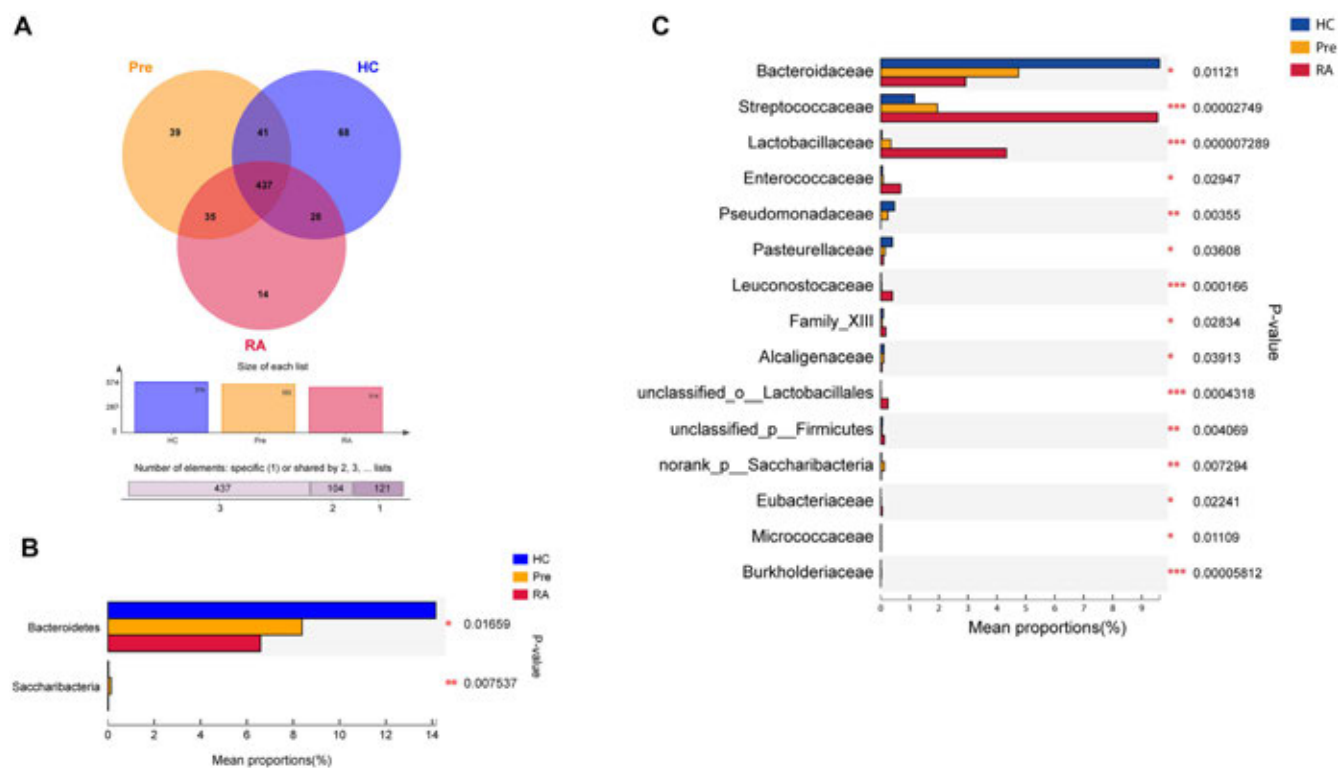 A
Pre
HC
39
41
68
437
35
28
14
RA
Size of each list
574
287
0
HC
Pre
RA
Number of elements: specific (1) or shared by 2, 3, ... lists
437
104
121
3
2
1
B
HC
Pre
RA
Bacteroidetes
* 0.01659
Saccharibacteria
** 0.007537
P-value
0 2 4 6 8 10 12 14
Mean proportions(%)
C
HC
Pre
RA
Bacteroidaceae * 0.01121
Streptococcaceae *** 0.00002749
Lactobacillaceae *** 0.000007289
Enterococcaceae * 0.02947
Pseudomonadaceae ** 0.00355
Pasteurellaceae * 0.03608
Leuconostocaceae *** 0.000166
Family_XIII * 0.02834
Alcaligenaceae * 0.03913
unclassified_o__Lactobacillales *** 0.0004318
unclassified_p__Firmicutes ** 0.004069
norank_p__Saccharibacteria ** 0.007294
Eubacteriaceae * 0.02241
Micrococcaceae * 0.01109
Burkholderiaceae *** 0.00005812
P-value
0 1 2 3 4 5 6 7 8 9
Mean proportions(%)